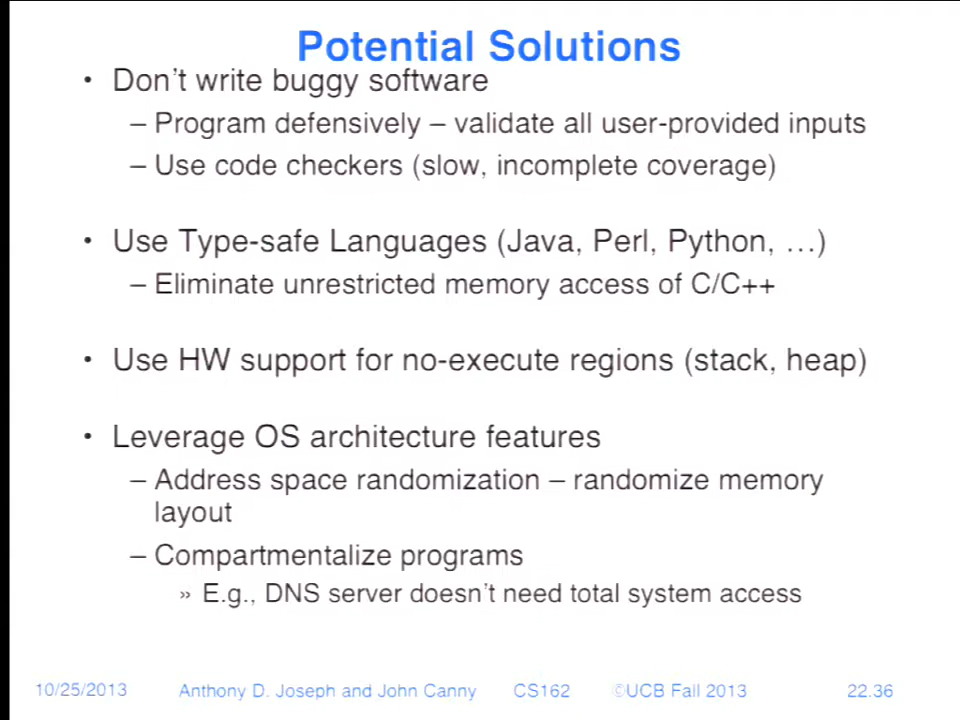 Potential Solutions
• Don't write buggy software
– Program defensively – validate all user-provided inputs
– Use code checkers (slow, incomplete coverage)
• Use Type-safe Languages (Java, Perl, Python, …)
– Eliminate unrestricted memory access of C/C++
• Use HW support for no-execute regions (stack, heap)
• Leverage OS architecture features
– Address space randomization – randomize memory
layout
– Compartmentalize programs
» E.g., DNS server doesn't need total system access
10/25/2013 Anthony D. Joseph and John Canny CS162 ©UCB Fall 2013 22.36